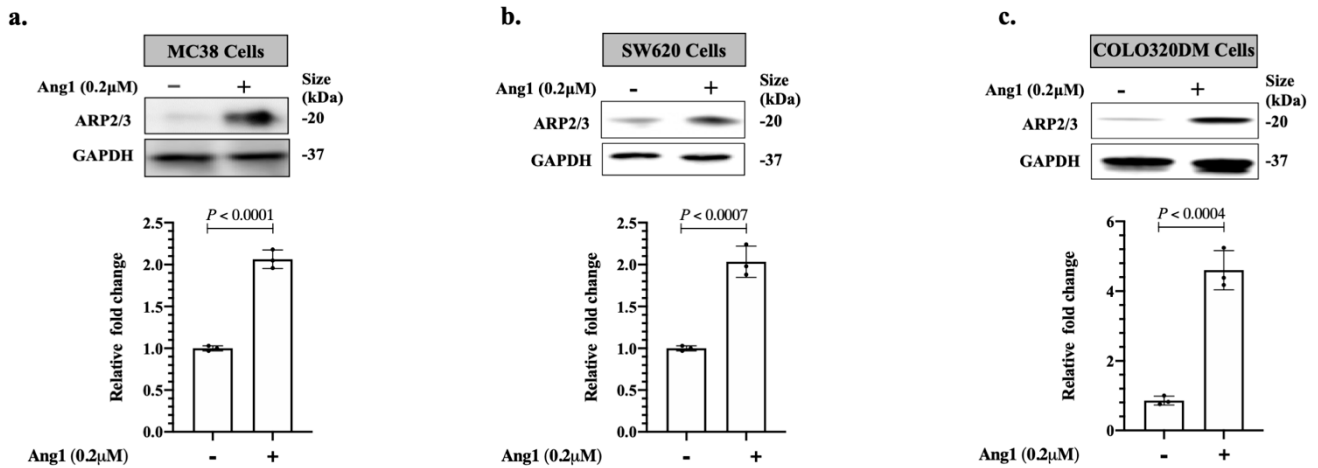 a.
MC38 Cells
Ang1 (0.2µM) − + Size (kDa)
ARP2/3 -20
GAPDH -37
P < 0.0001
Relative fold change
2.5
2.0
1.5
1.0
0.5
0.0
Ang1 (0.2µM) - +
b.
SW620 Cells
Ang1 (0.2µM) - + Size (kDa)
ARP2/3 -20
GAPDH -37
P < 0.0007
Relative fold change
2.5
2.0
1.5
1.0
0.5
0.0
Ang1 (0.2µM) - +
c.
COLO320DM Cells
Ang1 (0.2µM) - + Size (kDa)
ARP2/3 -20
GAPDH -37
P < 0.0004
Relative fold change
6
4
2
0
Ang1 (0.2µM) - +